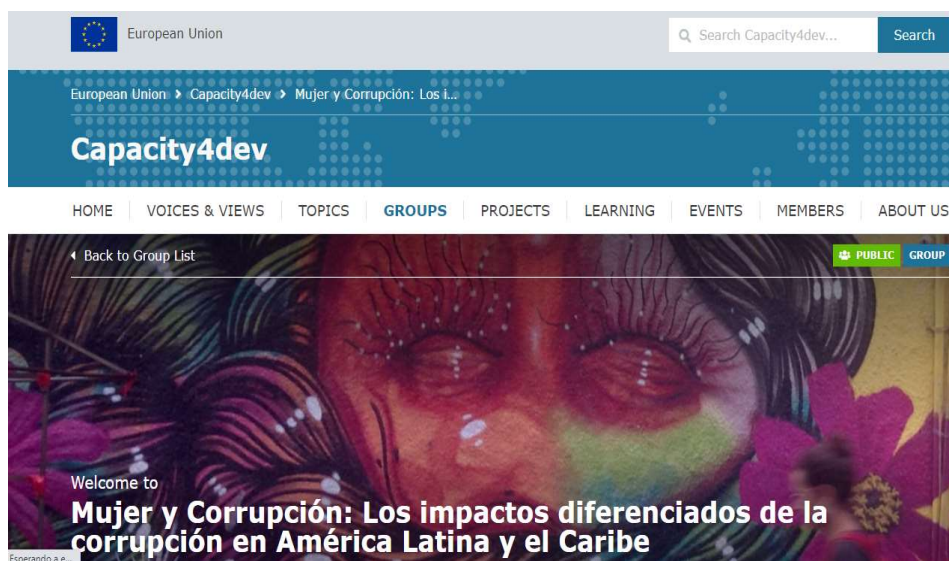 European Union
Search Capacity4dev...
Search
European Union > Capacity4dev > Mujer y Corrupción: Los i...
Capacity4dev
HOME VOICES & VIEWS TOPICS GROUPS PROJECTS LEARNING EVENTS MEMBERS ABOUT US
Back to Group List
PUBLIC GROUP
Welcome to
Mujer y Corrupción: Los impactos diferenciados de la
corrupción en América Latina y el Caribe
Esperando a e...